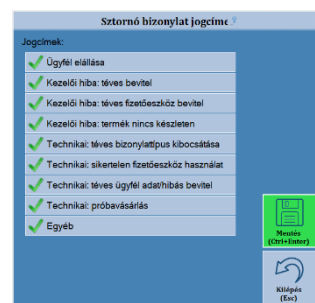 Sztornó bizonylat jogcíme
Jogcímek:
Ügyfél elállása
Kezelői hiba: téves bevitel
Kezelői hiba: téves fizetőeszköz bevitel
Kezelői hiba: termék nincs készleten
Technikai: téves bizonylattípus kibocsátása
Technikai: sikertelen fizetőeszköz használat
Technikai: téves ügyfél adat/hibás bevitel
Technikai: próbavásárlás
Egyéb
Mentés
(Ctrl+Enter)
Kilépés
(Esc)